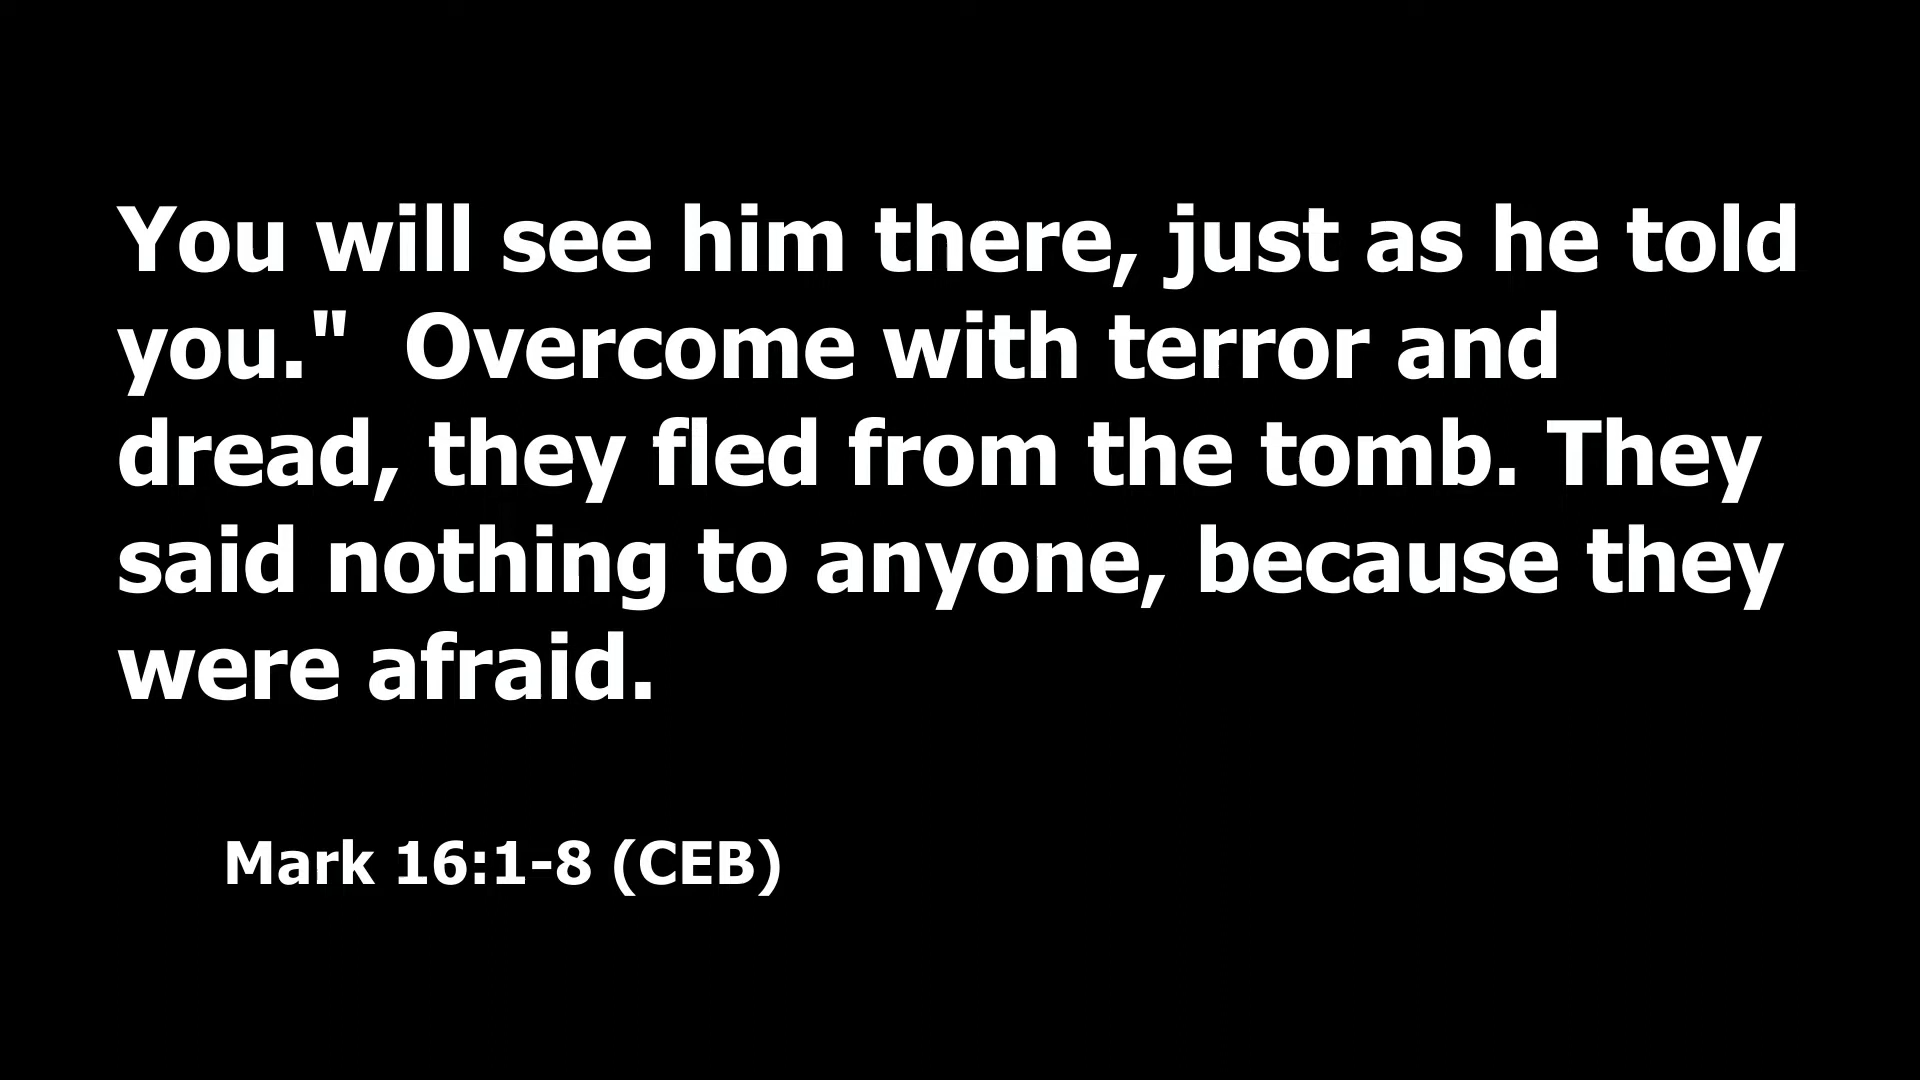 You will see him there, just as he told
you."  Overcome with terror and
dread, they fled from the tomb. They
said nothing to anyone, because they
were afraid.
Mark 16:1-8 (CEB)